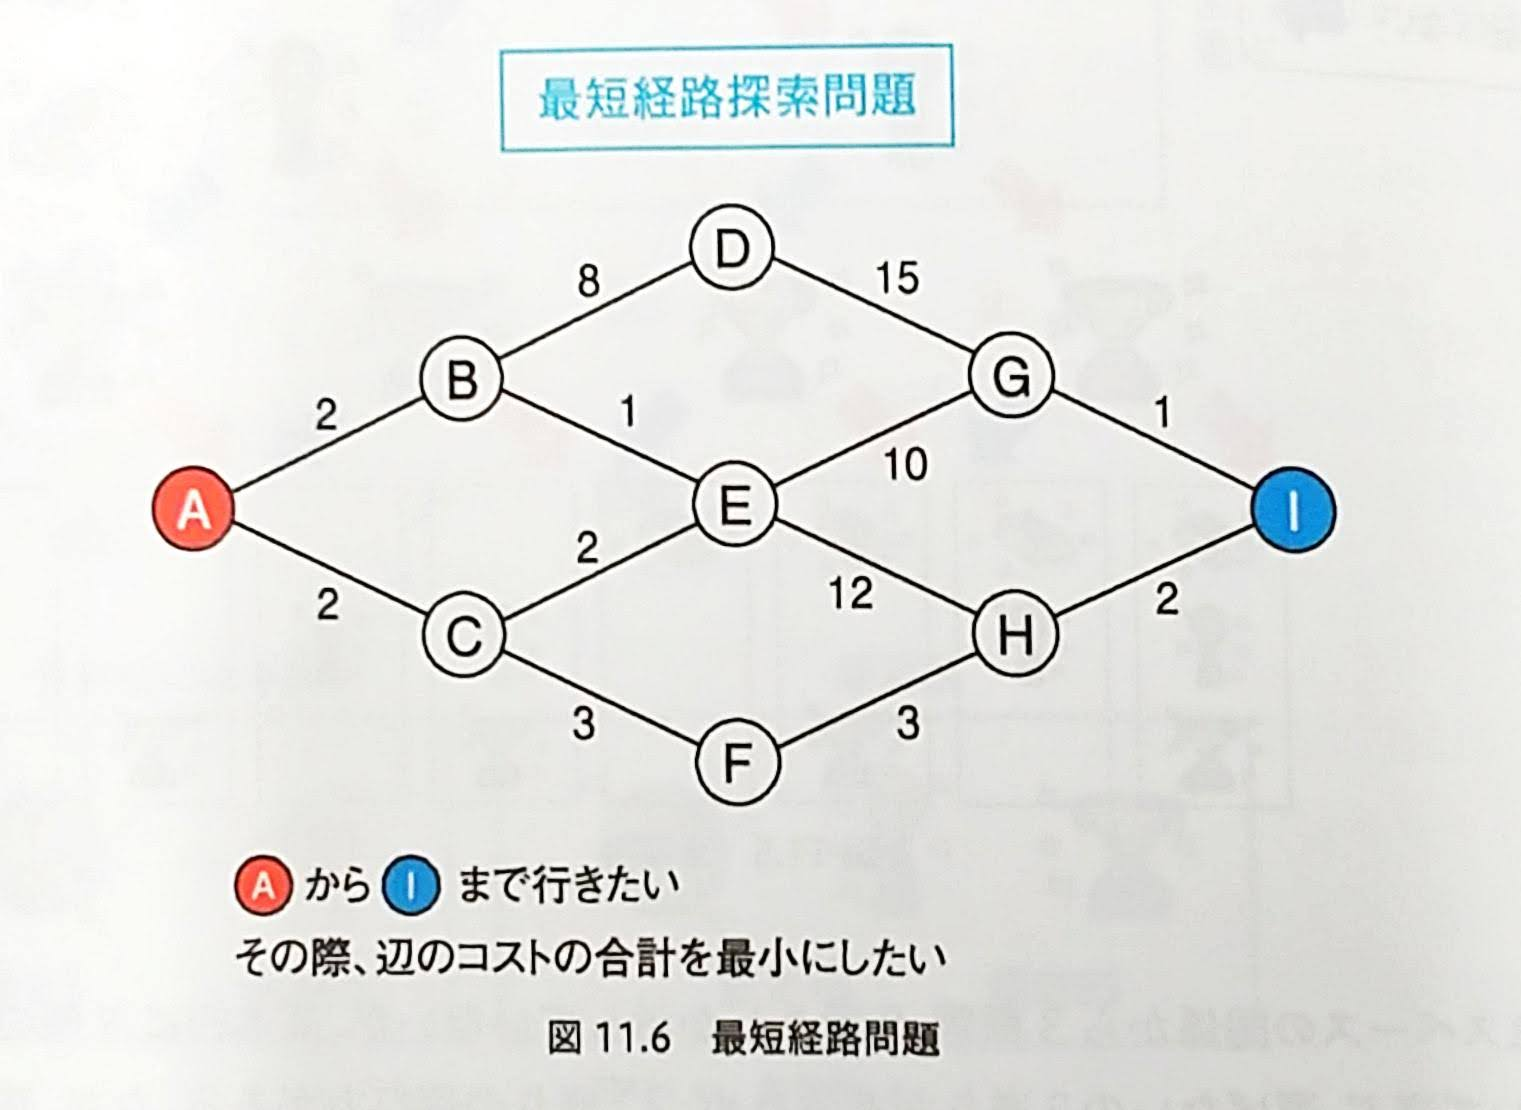 最短経路探索問題
D
8
15
B
G
2
1
1
10
A
E
I
2
2
12
2
C
H
3
3
F
A から I まで行きたい
その際、辺のコストの合計を最小にしたい
図 11.6 最短経路問題